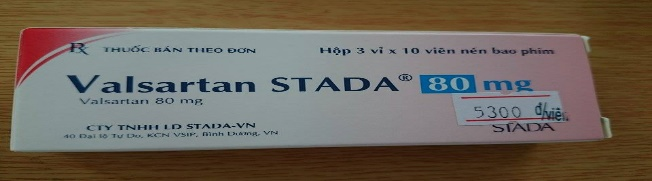 Rx THUỐC BÁN THEO ĐƠN
Hộp 3 vỉ x 10 viên nén bao phim
Valsartan STADA® 80 mg
Valsartan 80 mg
5300 đ/viên
STADA
CTY TNHH LD STADA-VN
40 Đại lộ Tự Do, KCN VSIP, Bình Dương, VN